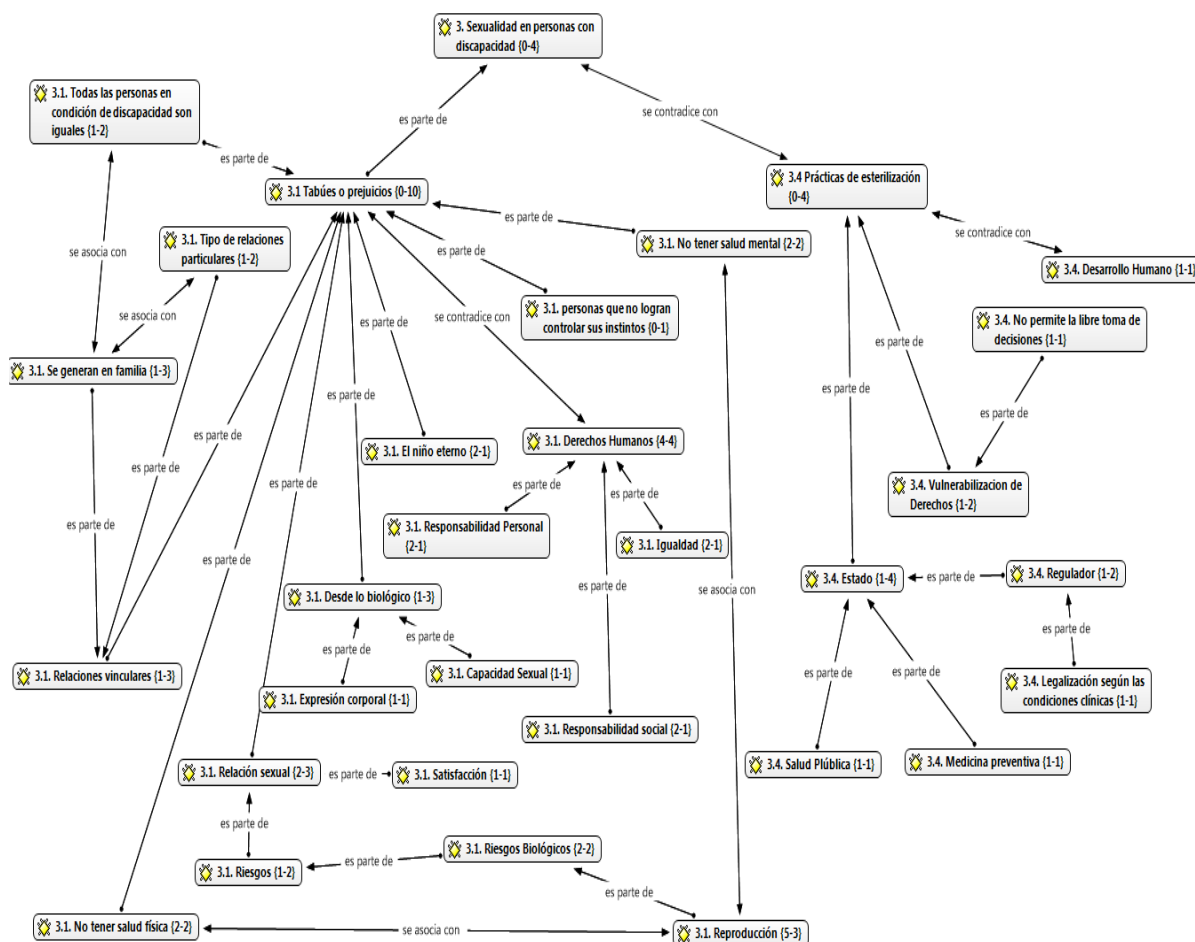 3. Sexualidad en personas con
discapacidad {0-4}
3.1. Todas las personas en
condición de discapacidad son
iguales {1-2}
es parte de
se contradice con
es parte de
3.1 Tabúes o prejuicios {0-10}
3.4 Prácticas de esterilización
{0-4}
es parte de
3.1. Tipo de relaciones
particulares {1-2}
3.1. No tener salud mental {2-2}
se contradice con
se asocia con
es parte de
3.4. Desarrollo Humano {1-1}
3.1. personas que no logran
controlar sus instintos {0-1}
3.4. No permite la libre toma de
decisiones {1-1}
se asocia con
se contradice con
es parte de
es parte de
3.1. Se generan en familia {1-3}
es parte de
es parte de
es parte de
3.1. El niño eterno {2-1}
3.1. Derechos Humanos {4-4}
es parte de
es parte de
es parte de
3.4. Vulnerabilizacion de
Derechos {1-2}
es parte de
3.1. Responsabilidad Personal
{2-1}
es parte de
es parte de
3.1. Igualdad {2-1}
es parte de
3.4. Estado {1-4}
es parte de
3.4. Regulador {1-2}
3.1. Desde lo biológico {1-3}
se asocia con
es parte de
es parte de
es parte de
3.1. Relaciones vinculares {1-3}
3.1. Capacidad Sexual {1-1}
es parte de
es parte de
3.4. Legalización según las
condiciones clínicas {1-1}
3.1. Expresión corporal {1-1}
3.1. Responsabilidad social {2-1}
3.1. Relación sexual {2-3}
es parte de
3.1. Satisfacción {1-1}
3.4. Salud Plública {1-1}
3.4. Medicina preventiva {1-1}
es parte de
3.1. Riesgos {1-2}
es parte de
3.1. Riesgos Biológicos {2-2}
es parte de
3.1. No tener salud física {2-2}
se asocia con
3.1. Reproducción {5-3}